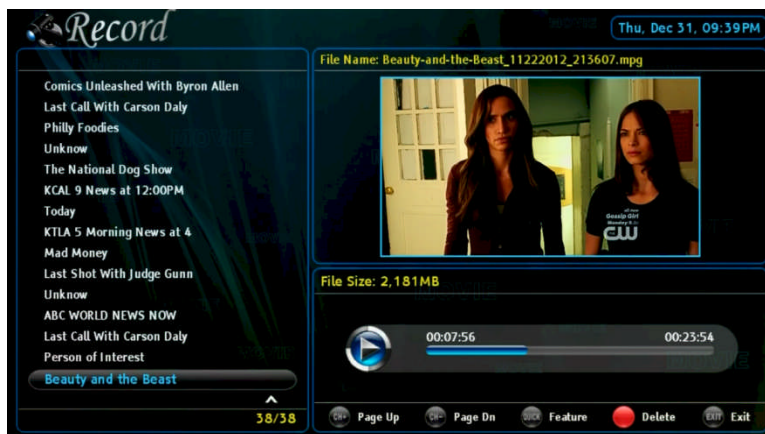 Record
Thu, Dec 31, 09:39PM
Comics Unleashed With Byron Allen
Last Call With Carson Daly
Philly Foodies
Unknow
The National Dog Show
KCAL 9 News at 12:00PM
Today
KTLA 5 Morning News at 4
Mad Money
Last Shot With Judge Gunn
Unknow
ABC WORLD NEWS NOW
Last Call With Carson Daly
Person of Interest
Beauty and the Beast
38/38
File Name: Beauty-and-the-Beast_11222012_213607.mpg
Gossip Girl
CW
File Size: 2,181MB
00:07:56 00:23:54
CH+ Page Up CH- Page Dn QUICK Feature Delete EXIT Exit